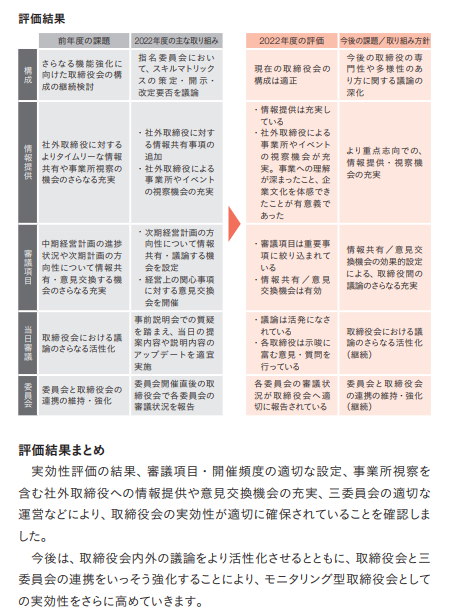 評価結果
前年度の課題
2022年度の主な取り組み
2022年度の評価
今後の課題／取り組み方針
構成
さらなる機能強化に
向けた取締役会の構
成の継続検討
指名委員会におい
て、スキルマトリック
スの策定・開示・
改定要否を議論
現在の取締役会の
構成は適正
今後の取締役の専
門性や多様性のあ
り方に関する議論の
深化
情報提供
社外取締役に対する
よりタイムリーな情報
共有や事業所視察の
機会のさらなる充実
・社外取締役に対す
る情報共有事項の
追加
・社外取締役による
事業所やイベント
の視察機会の充実
・情報提供は充実し
ている
・社外取締役による
事業所やイベント
の視察機会が充
実。事業への理解
が深まったこと、企
業文化を体感でき
たことが有意義で
あった
より重点志向での、
情報提供・視察機
会の充実
審議項目
中期経営計画の進捗
状況や次期計画の方
向性について情報共
有・意見交換する機
会のさらなる充実
・次期経営計画の方
向性について情報
共有・議論する機
会を設定
・経営上の関心事項
に対する意見交換
会を開催
・審議項目は重要事
項に絞り込まれて
いる
・情報共有／意見
交換機会は有効
情報共有／意見交
換機会の効果的設定
による、取締役間の
議論のさらなる充実
当日審議
取締役会における議
論のさらなる活性化
事前説明会での質疑
を踏まえ、当日の提
案内容や説明内容の
アップデートを適宜
実施
・議論は活発になさ
れている
・各取締役は示唆に
富む意見・質問を
行っている
取締役会における議
論のさらなる活性化
（継続）
委員会
委員会と取締役会の
連携の維持・強化
委員会開催直後の取
締役会で各委員会の
審議状況を報告
各委員会の審議状
況が取締役会へ適
切に報告されている
委員会と取締役会
の連携の維持・強化
（継続）
評価結果まとめ
実効性評価の結果、審議項目・開催頻度の適切な設定、事業所視察を
含む社外取締役への情報提供や意見交換機会の充実、三委員会の適切な
運営などにより、取締役会の実効性が適切に確保されていることを確認しま
した。
今後は、取締役会内外の議論をより活性化させるとともに、取締役会と三
委員会の連携をいっそう強化することにより、モニタリング型取締役会として
の実効性をさらに高めていきます。